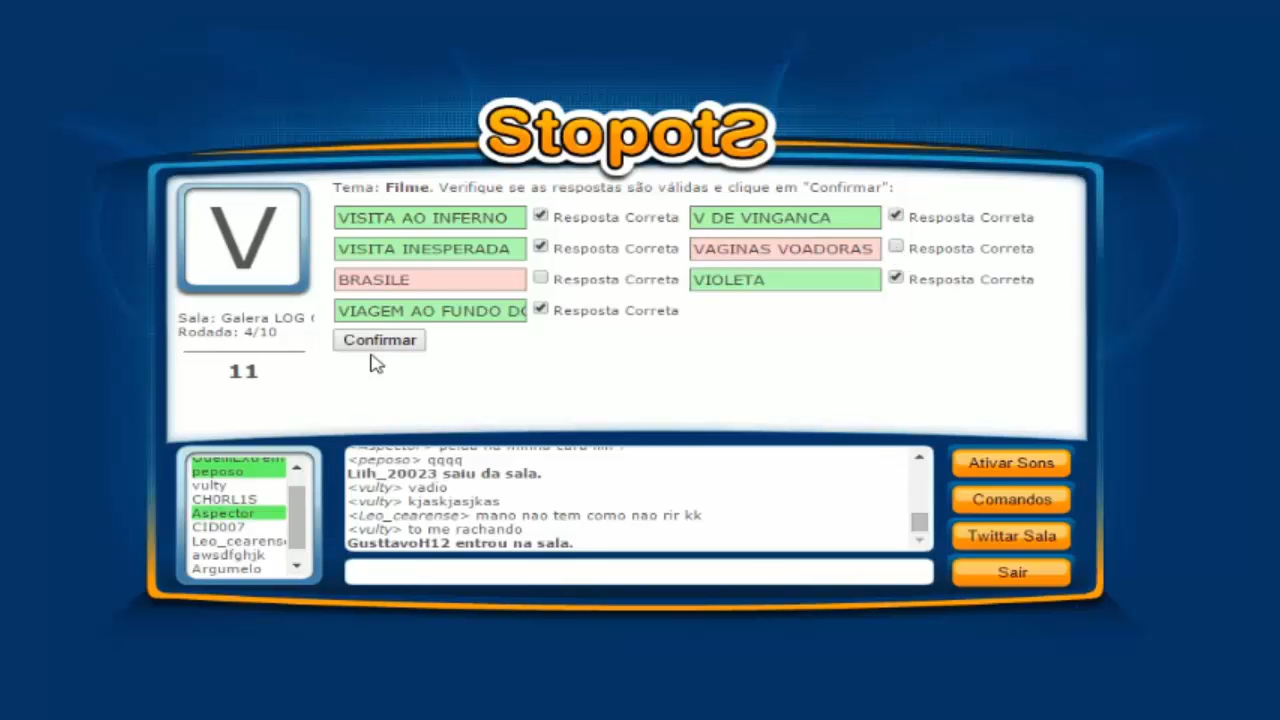 StopotS
Tema: Filme. Verifique se as respostas são válidas e clique em "Confirmar":
V
VISITA AO INFERNO Resposta Correta V DE VINGANCA Resposta Correta
VISITA INESPERADA Resposta Correta VAGINAS VOADORAS Resposta Correta
BRASILE Resposta Correta VIOLETA Resposta Correta
VIAGEM AO FUNDO DO Resposta Correta
Confirmar
Sala: Galera LOG
Rodada: 4/10
11
peposo
vulty
CH0RL1S
Aspector
CID007
Leo_cearense
awsdfghjk
Argumelo
<peposo> qqqq
Liih_20023 saiu da sala.
<vulty> vadio
<vulty> kjaskjasjkas
<Leo_cearense> mano nao tem como nao rir kk
<vulty> to me rachando
GusttavoH12 entrou na sala.
Ativar Sons
Comandos
Twittar Sala
Sair